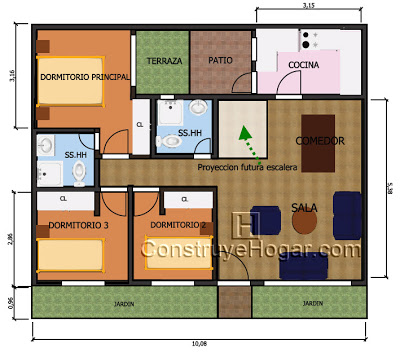 3,15
DORMITORIO PRINCIPAL
TERRAZA
PATIO
COCINA
3,16
CL
SS.HH
COMEDOR
SS.HH
Proyeccion futura escalera
5,38
CL
CL
SALA
H
DORMITORIO 3
DORMITORIO 2
ConstruyeHogar.com
2,86
0,96
JARDIN
JARDIN
10,08